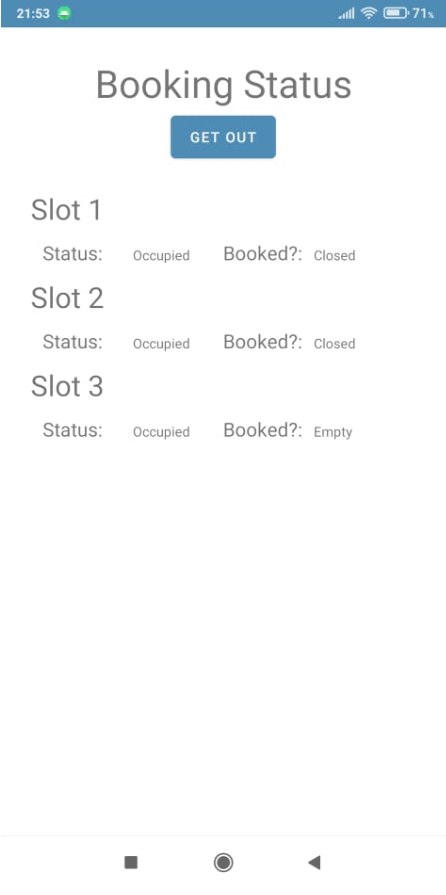 21:53 71%
Booking Status
GET OUT
Slot 1
Status: Occupied Booked?: Closed
Slot 2
Status: Occupied Booked?: Closed
Slot 3
Status: Occupied Booked?: Empty